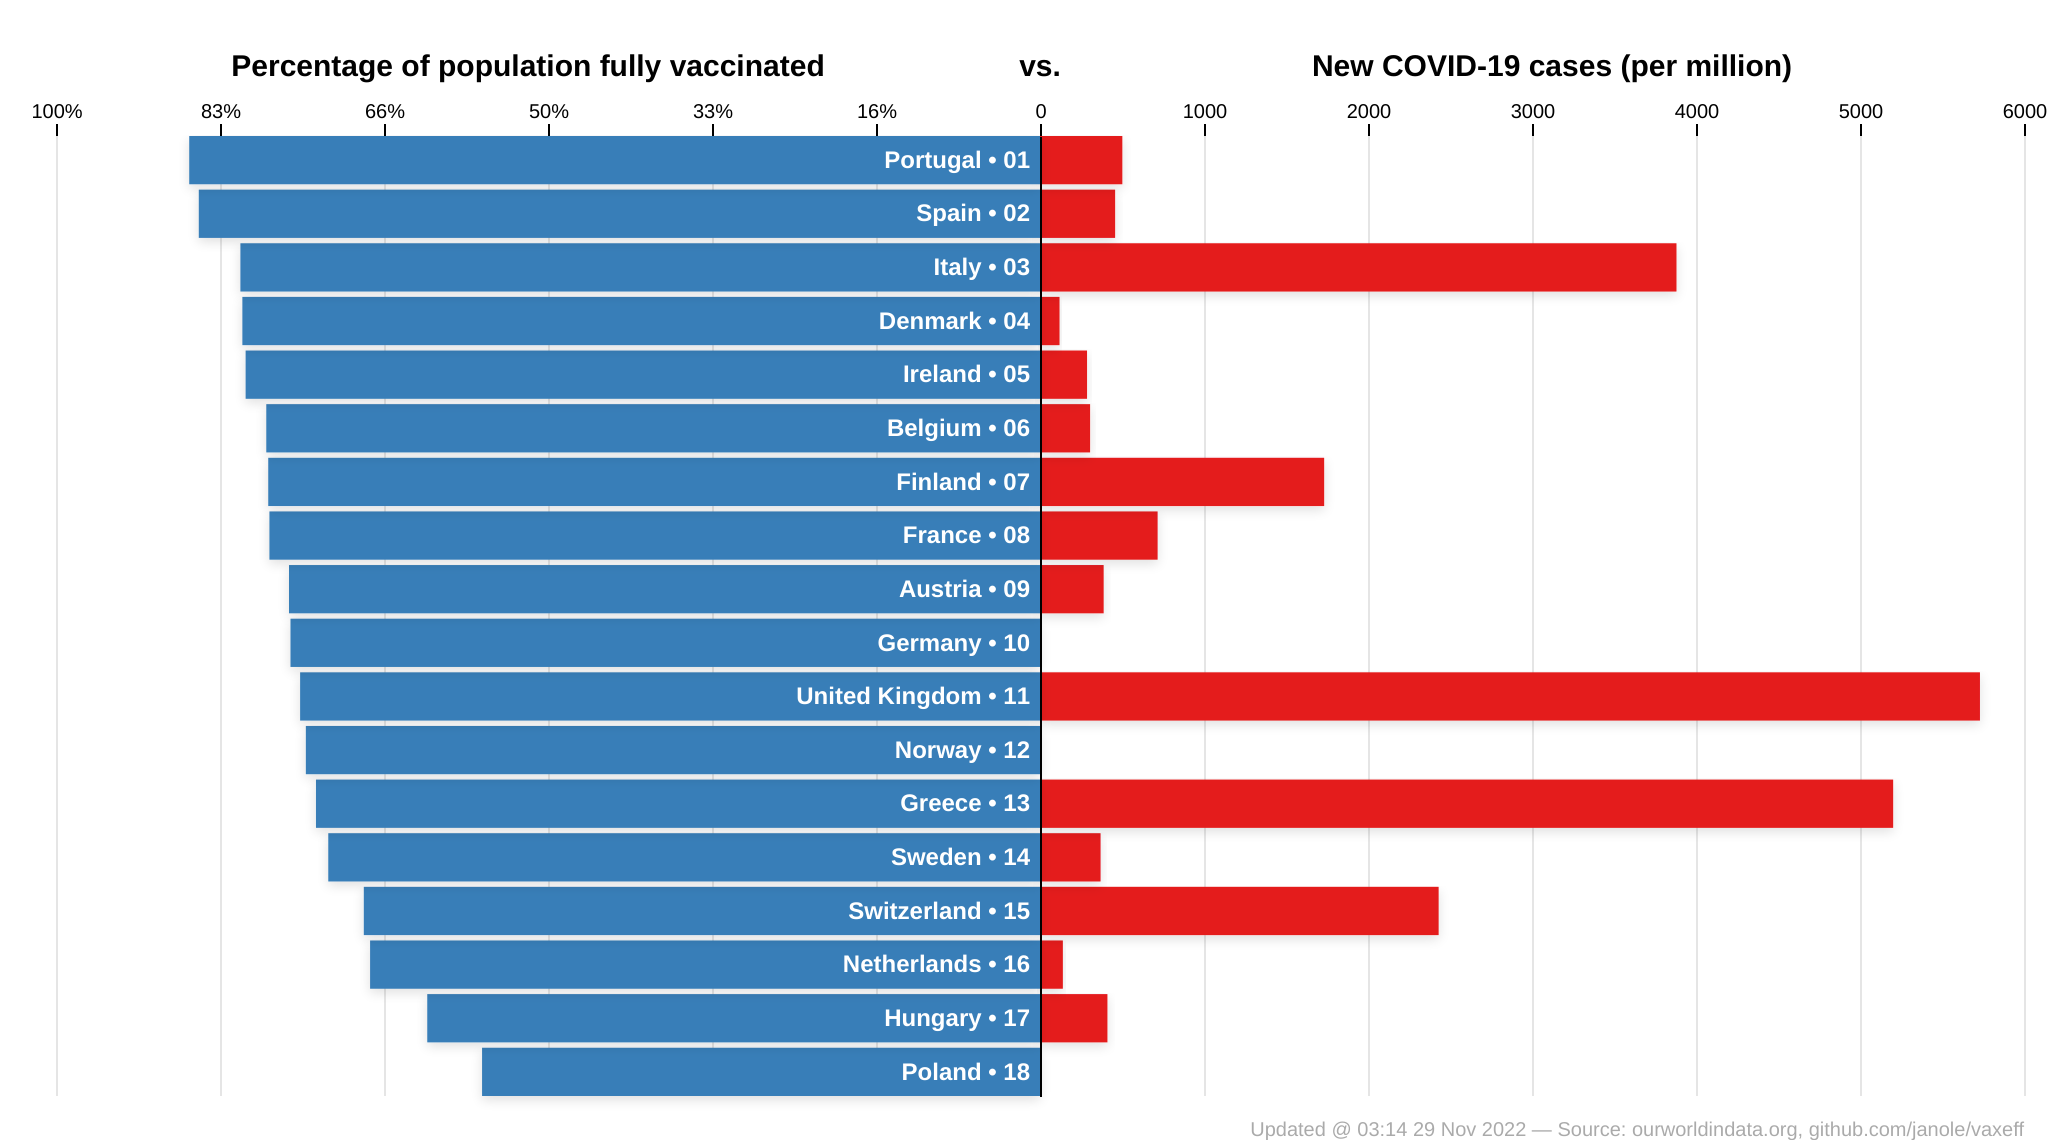 Percentage of population fully vaccinated vs. New COVID-19 cases (per million)
100% 83% 66% 50% 33% 16% 0 1000 2000 3000 4000 5000 6000
Portugal • 01
Spain • 02
Italy • 03
Denmark • 04
Ireland • 05
Belgium • 06
Finland • 07
France • 08
Austria • 09
Germany • 10
United Kingdom • 11
Norway • 12
Greece • 13
Sweden • 14
Switzerland • 15
Netherlands • 16
Hungary • 17
Poland • 18
Updated @ 03:14 29 Nov 2022 — Source: ourworldindata.org, github.com/janole/vaxeff